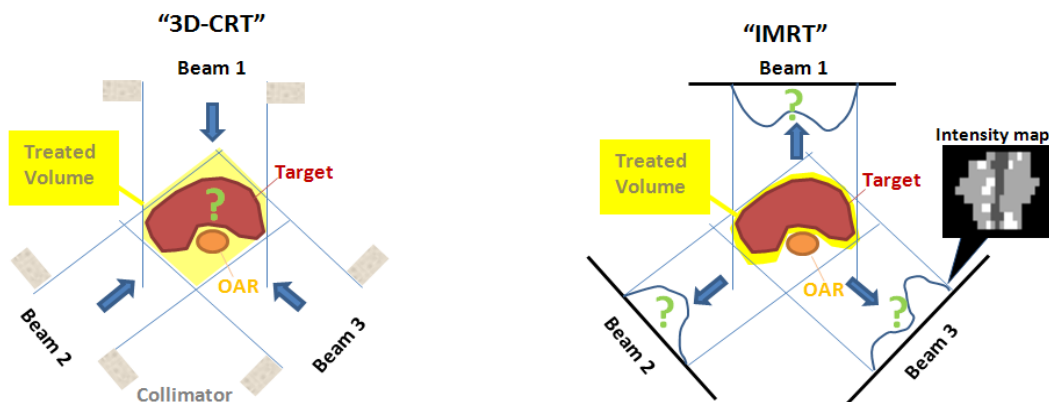 “3D-CRT”
Beam 1
Treated
Volume
Target
?
OAR
Beam 2
Beam 3
Collimator
“IMRT”
Beam 1
?
Intensity map
Treated
Volume
Target
OAR
?
?
Beam 2
Beam 3